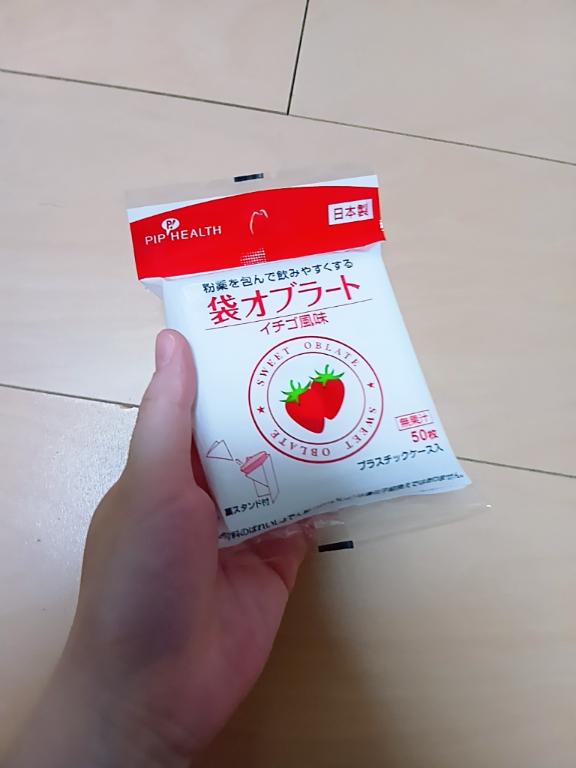 PIP HEALTH
日本製
粉薬を包んで飲みやすくする
袋オブラート
イチゴ風味
SWEET OBLATE
SWEET OBLATE
無果汁
50枚
プラスチックケース入
スタンド付